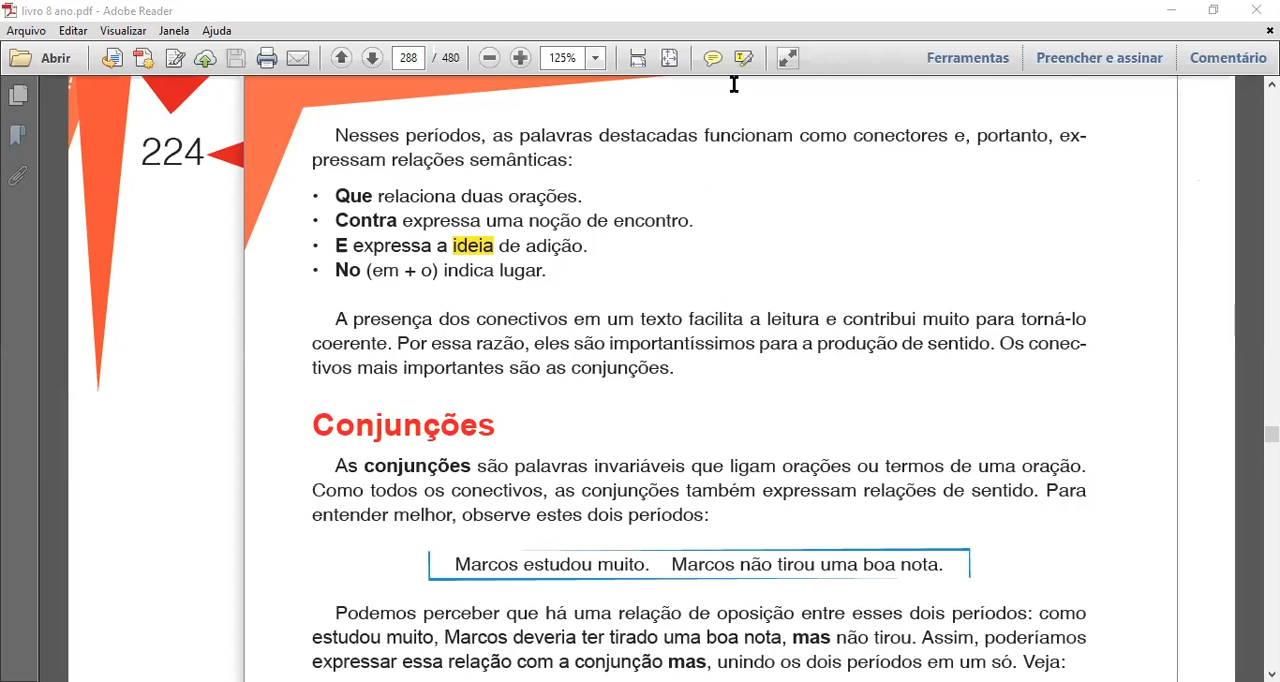 livro 8 ano.pdf - Adobe Reader
Arquivo Editar Visualizar Janela Ajuda
Abrir 288 / 480 125% Ferramentas Preencher e assinar Comentário
224
Nesses períodos, as palavras destacadas funcionam como conectores e, portanto, ex-
pressam relações semânticas:
• Que relaciona duas orações.
• Contra expressa uma noção de encontro.
• E expressa a ideia de adição.
• No (em + o) indica lugar.
A presença dos conectivos em um texto facilita a leitura e contribui muito para torná-lo
coerente. Por essa razão, eles são importantíssimos para a produção de sentido. Os conec-
tivos mais importantes são as conjunções.
Conjunções
As conjunções são palavras invariáveis que ligam orações ou termos de uma oração.
Como todos os conectivos, as conjunções também expressam relações de sentido. Para
entender melhor, observe estes dois períodos:
Marcos estudou muito. Marcos não tirou uma boa nota.
Podemos perceber que há uma relação de oposição entre esses dois períodos: como
estudou muito, Marcos deveria ter tirado uma boa nota, mas não tirou. Assim, poderíamos
expressar essa relação com a conjunção mas, unindo os dois períodos em um só. Veja: